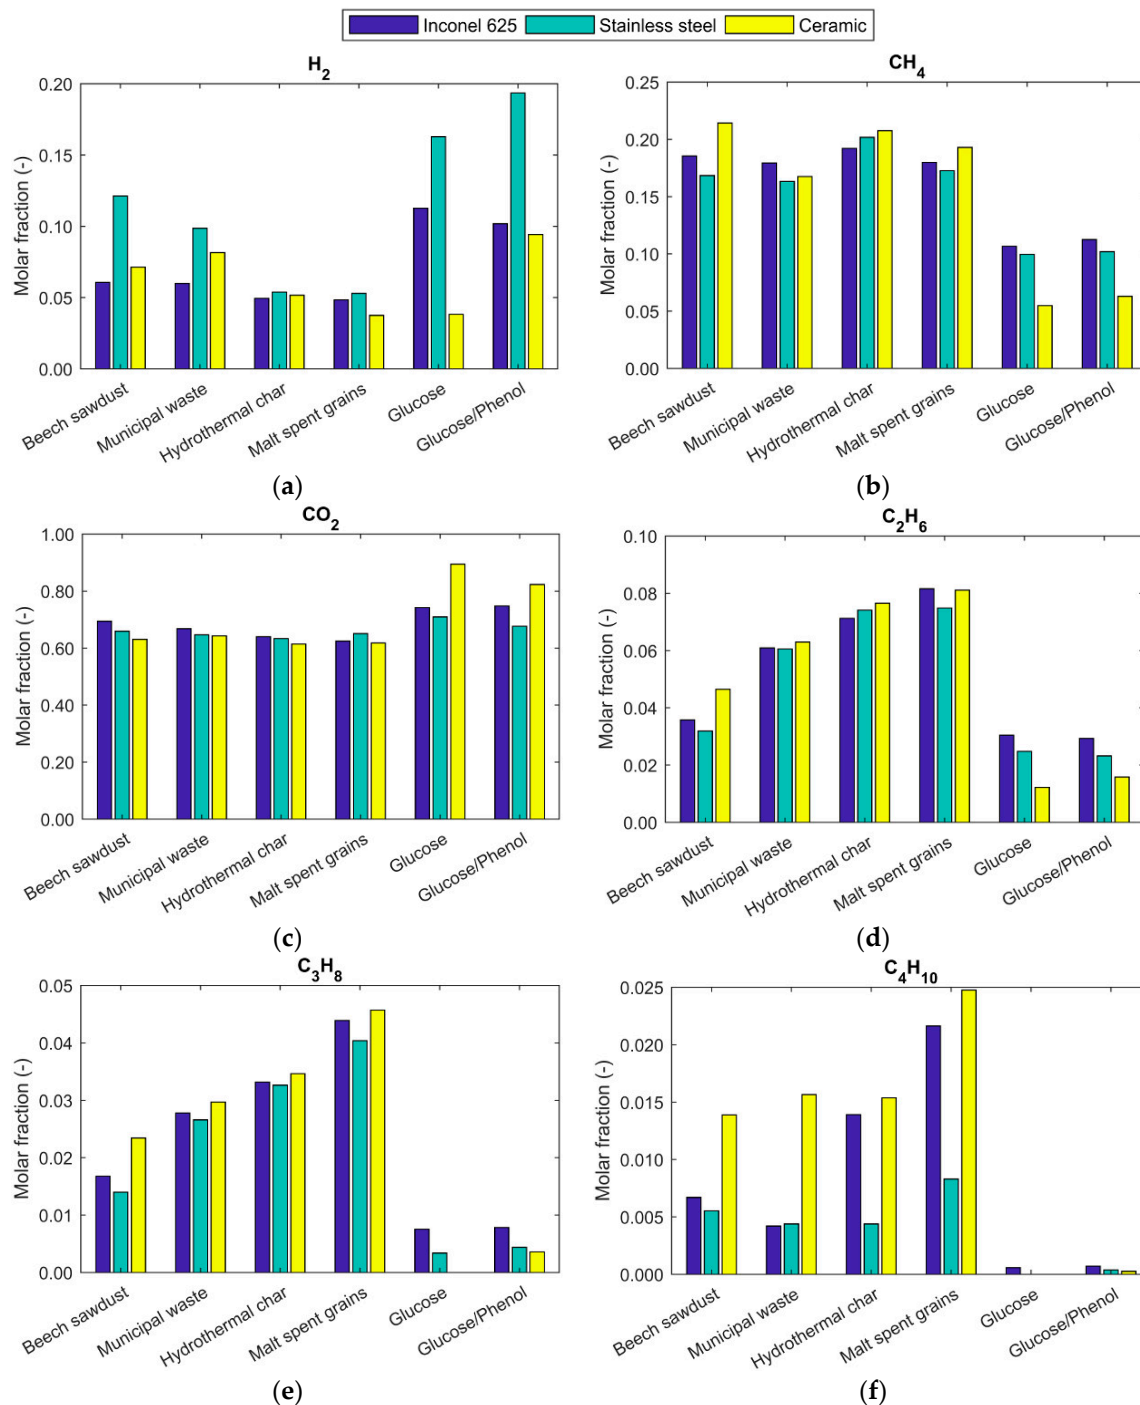 Inconel 625 Stainless steel Ceramic
H2
Molar fraction (-)
0.20
0.15
0.10
0.05
0.00
Beech sawdust
Municipal waste
Hydrothermal char
Malt spent grains
Glucose
Glucose/Phenol
(a)
CH4
Molar fraction (-)
0.25
0.20
0.15
0.10
0.05
0.00
Beech sawdust
Municipal waste
Hydrothermal char
Malt spent grains
Glucose
Glucose/Phenol
(b)
CO2
Molar fraction (-)
1.00
0.80
0.60
0.40
0.20
0.00
Beech sawdust
Municipal waste
Hydrothermal char
Malt spent grains
Glucose
Glucose/Phenol
(c)
C2H6
Molar fraction (-)
0.10
0.08
0.06
0.04
0.02
0.00
Beech sawdust
Municipal waste
Hydrothermal char
Malt spent grains
Glucose
Glucose/Phenol
(d)
C3H8
Molar fraction (-)
0.05
0.04
0.03
0.02
0.01
0.00
Beech sawdust
Municipal waste
Hydrothermal char
Malt spent grains
Glucose
Glucose/Phenol
(e)
C4H10
Molar fraction (-)
0.025
0.020
0.015
0.010
0.005
0.000
Beech sawdust
Municipal waste
Hydrothermal char
Malt spent grains
Glucose
Glucose/Phenol
(f)